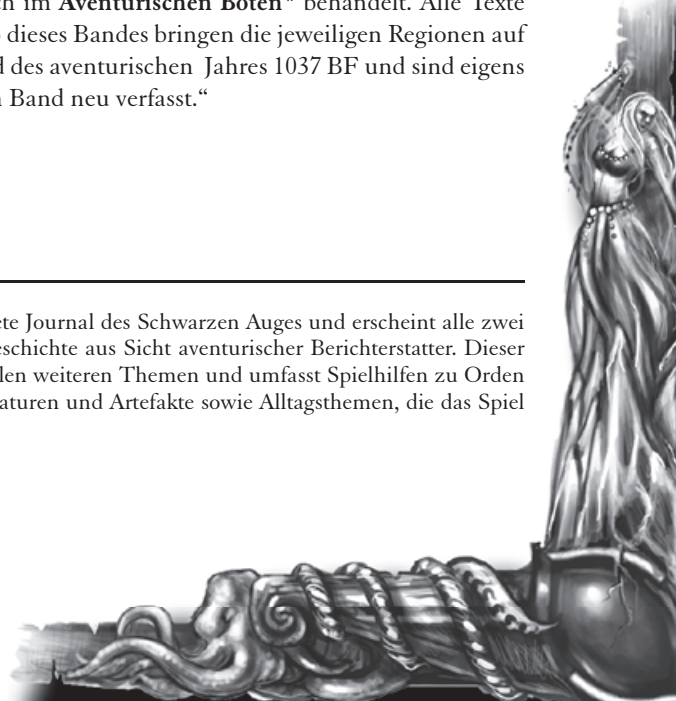 ch im Aventurischen Boten* behandelt. Alle Texte
dieses Bandes bringen die jeweiligen Regionen auf
d des aventurischen Jahres 1037 BF und sind eigens
n Band neu verfasst.“
ete Journal des Schwarzen Auges und erscheint alle zwei
eschichte aus Sicht aventurischer Berichterstatter. Dieser
len weiteren Themen und umfasst Spielhilfen zu Orden
aturen und Artefakte sowie Alltagsthemen, die das Spiel